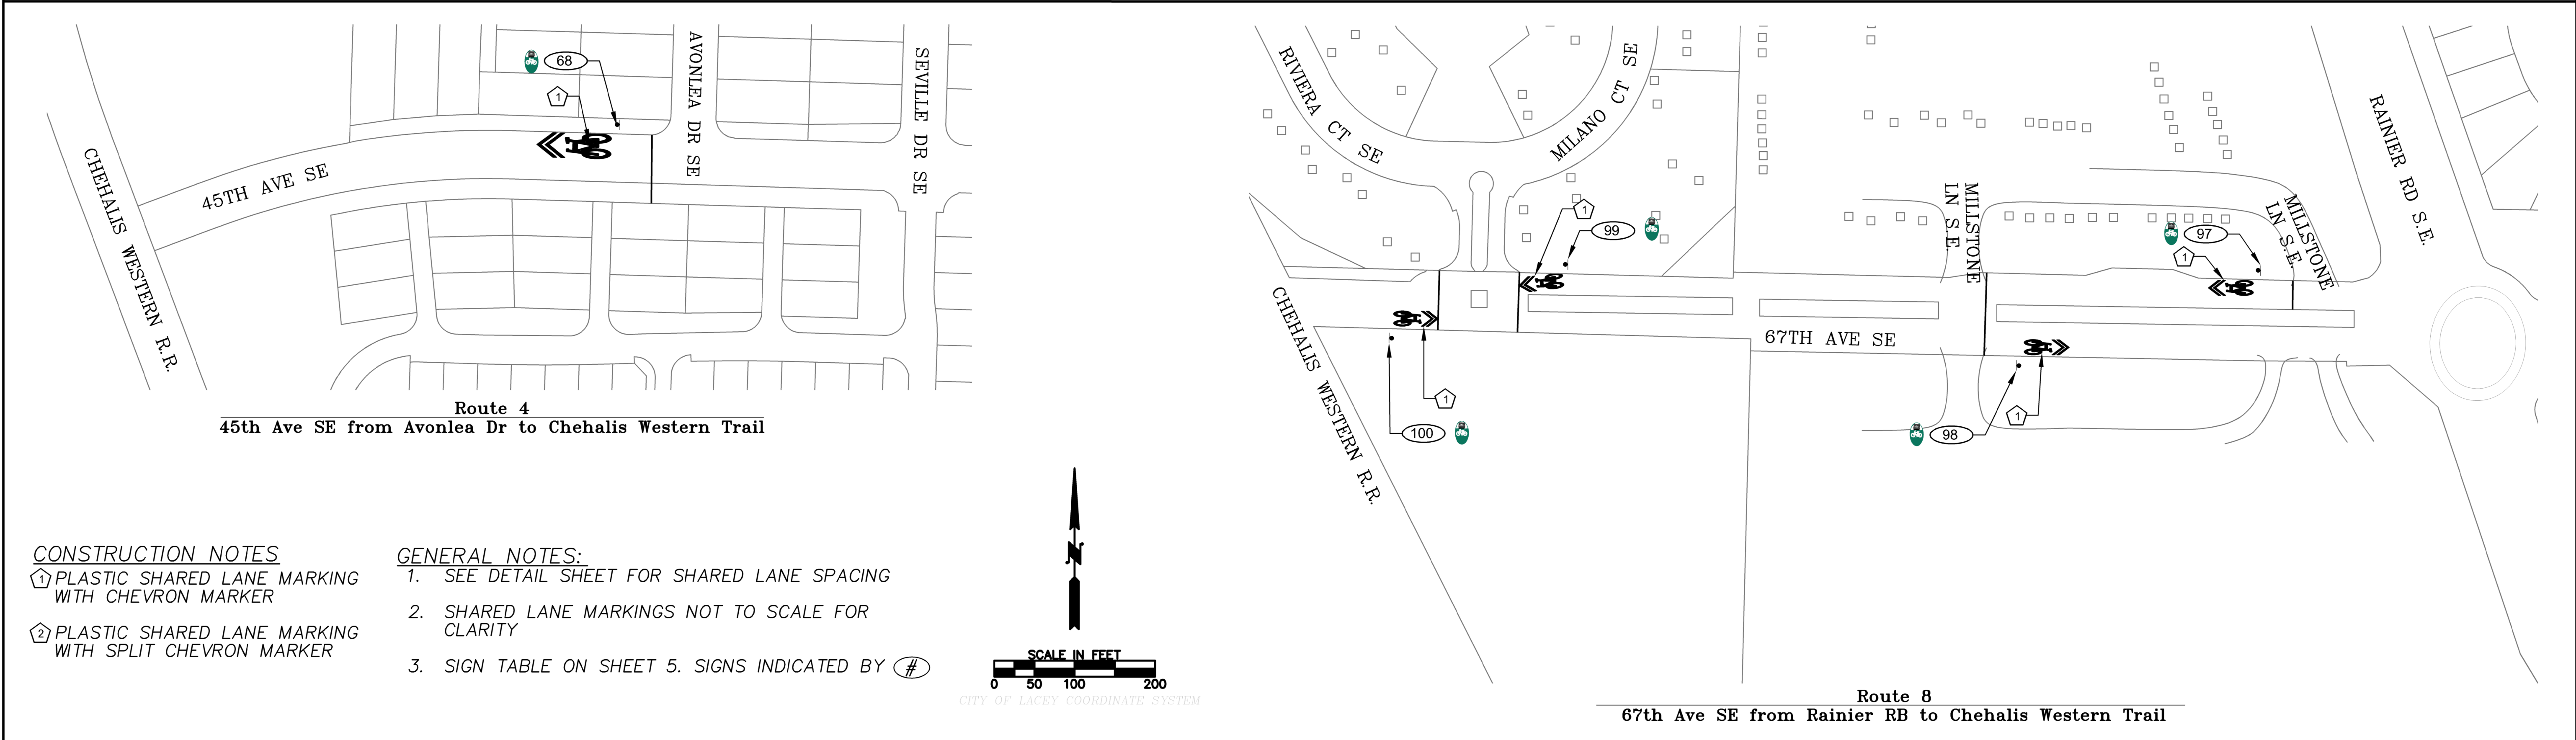 68
1
AVONLEA DR SE
SEVILLE DR SE
45TH AVE SE
CHEHALIS WESTERN R.R.
Route 4
45th Ave SE from Avonlea Dr to Chehalis Western Trail
RIVIERA CT SE
MILANO CT SE
RAINIER RD S.E.
MILLSTONE
LN S.E.
MILLSTONE
LN S.E.
1
99
97
1
67TH AVE SE
CHEHALIS WESTERN R.R.
1
100
1
98
CONSTRUCTION NOTES
1 PLASTIC SHARED LANE MARKING
WITH CHEVRON MARKER
2 PLASTIC SHARED LANE MARKING
WITH SPLIT CHEVRON MARKER
GENERAL NOTES:
1. SEE DETAIL SHEET FOR SHARED LANE SPACING
2. SHARED LANE MARKINGS NOT TO SCALE FOR
CLARITY
3. SIGN TABLE ON SHEET 5. SIGNS INDICATED BY #
N
SCALE IN FEET
0 50 100 200
CITY OF LACEY COORDINATE SYSTEM
Route 8
67th Ave SE from Rainier RB to Chehalis Western Trail